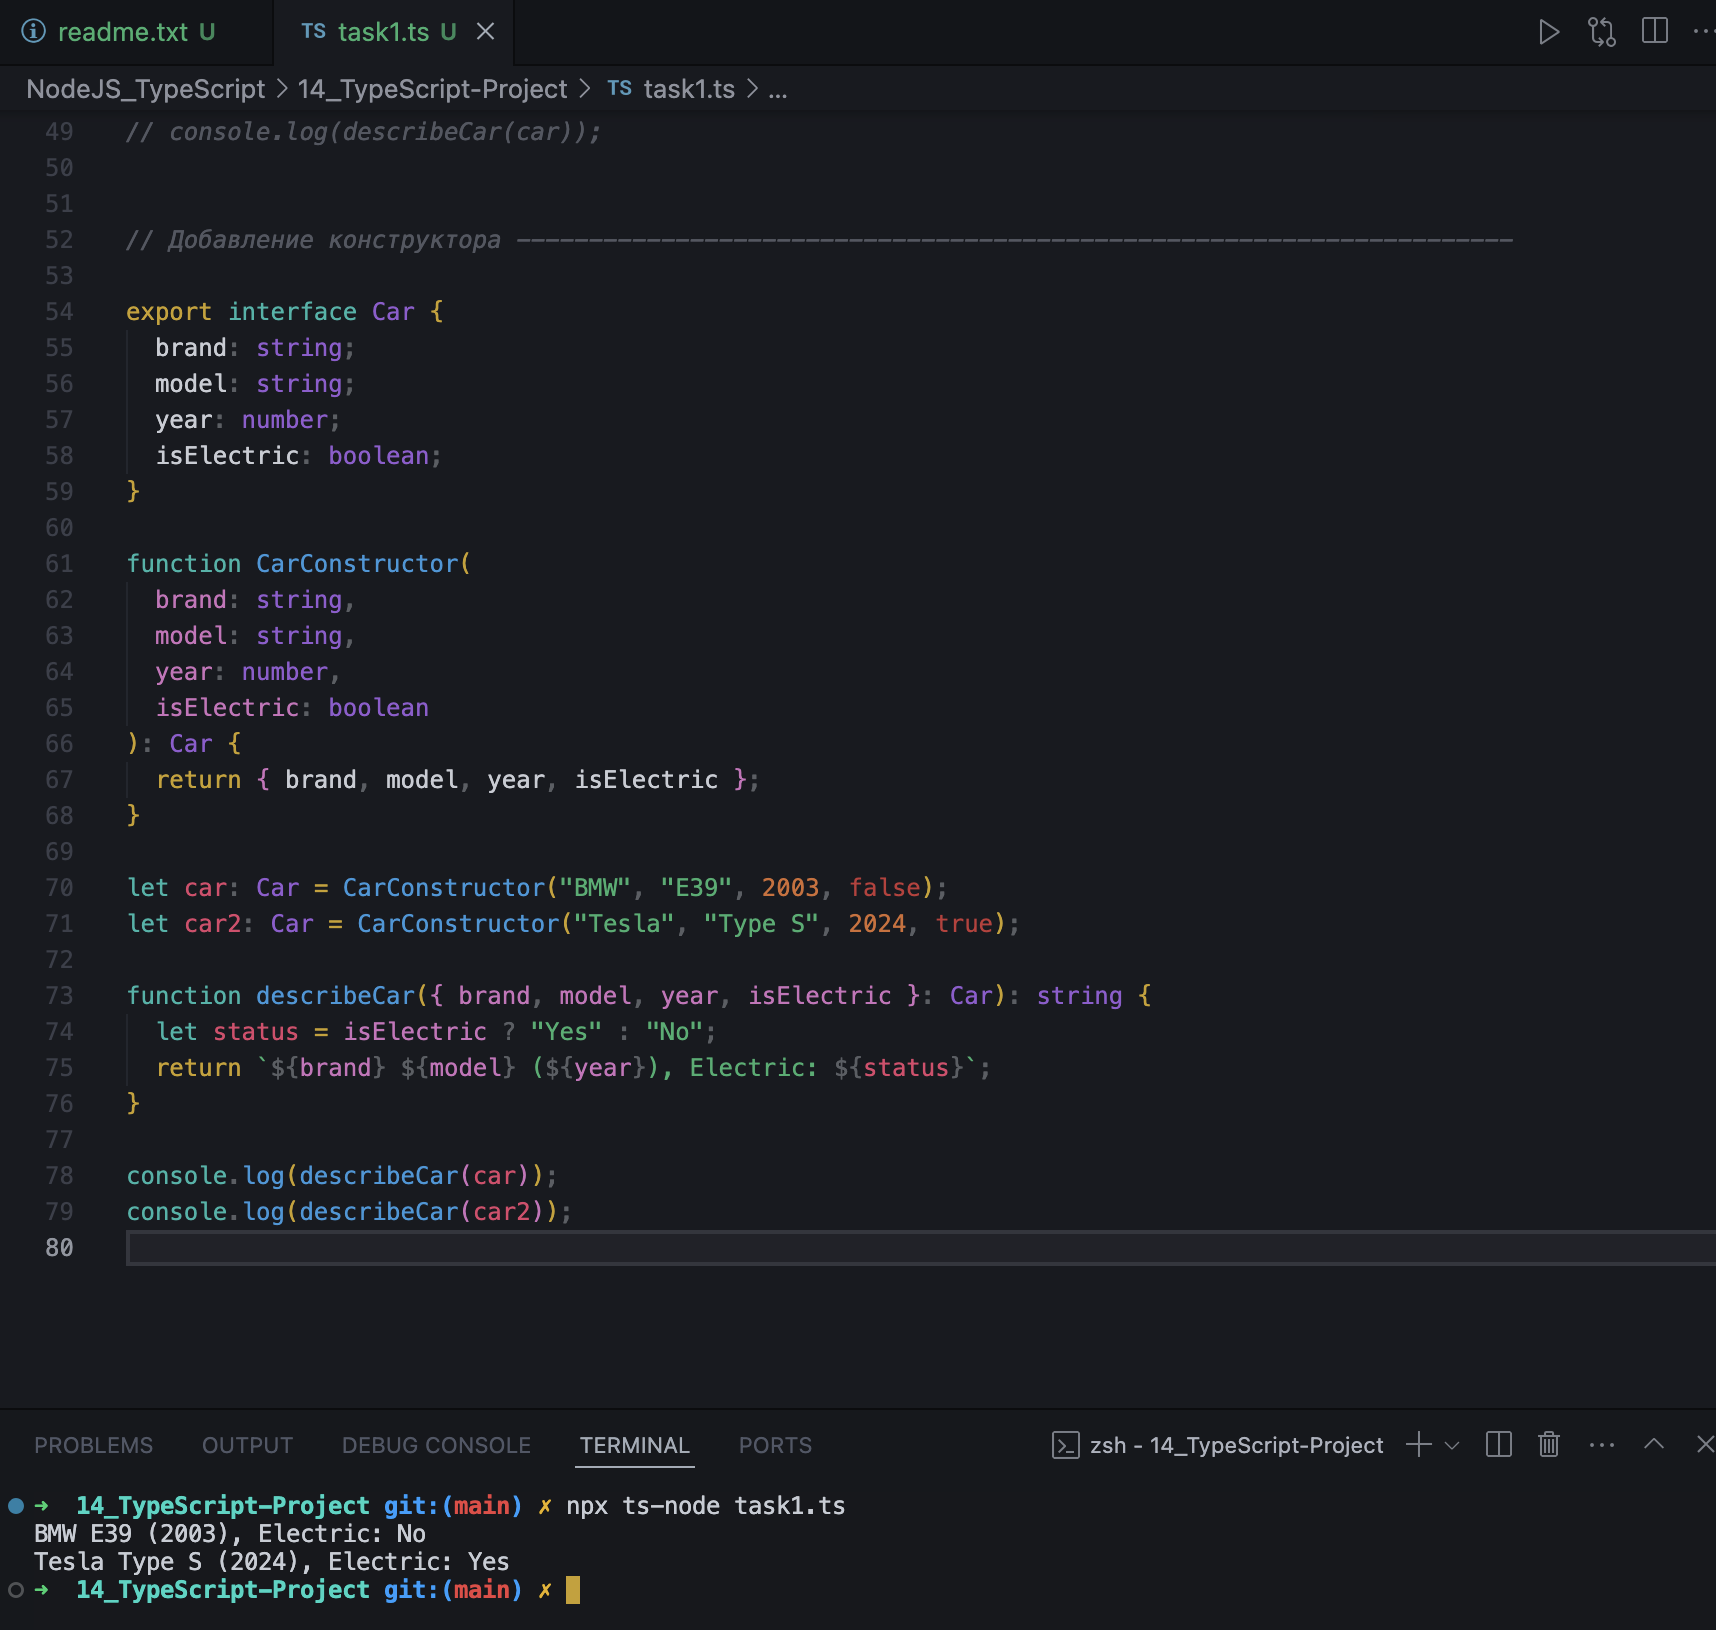 readme.txt U TS task1.ts U
NodeJS_TypeScript > 14_TypeScript-Project > TS task1.ts > ...
49 // console.log(describeCar(car));
50
51
52 // Добавление конструктора ---------------------------------------------------------------------
53
54 export interface Car {
55   brand: string;
56   model: string;
57   year: number;
58   isElectric: boolean;
59 }
60
61 function CarConstructor(
62   brand: string,
63   model: string,
64   year: number,
65   isElectric: boolean
66 ): Car {
67   return { brand, model, year, isElectric };
68 }
69
70 let car: Car = CarConstructor("BMW", "E39", 2003, false);
71 let car2: Car = CarConstructor("Tesla", "Type S", 2024, true);
72
73 function describeCar({ brand, model, year, isElectric }: Car): string {
74   let status = isElectric ? "Yes" : "No";
75   return `${brand} ${model} (${year}), Electric: ${status}`;
76 }
77
78 console.log(describeCar(car));
79 console.log(describeCar(car2));
80
PROBLEMS OUTPUT DEBUG CONSOLE TERMINAL PORTS zsh - 14_TypeScript-Project
➜ 14_TypeScript-Project git:(main) ✗ npx ts-node task1.ts
BMW E39 (2003), Electric: No
Tesla Type S (2024), Electric: Yes
➜ 14_TypeScript-Project git:(main) ✗